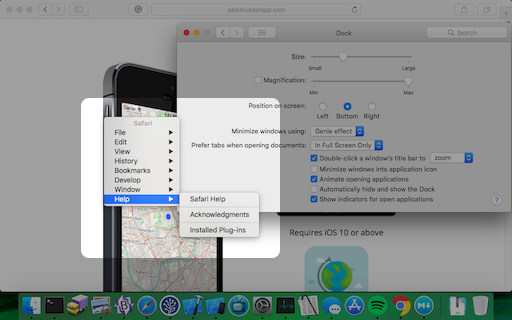 palebluedotapp.com
Dock
Search
Size:
Small
Large
Magnification:
Min
Max
Position on screen:
Left
Bottom
Right
Minimize windows using:
Genie effect
Prefer tabs when opening documents:
In Full Screen Only
Double-click a window's title bar to
zoom
Minimize windows into application icon
Animate opening applications
Automatically hide and show the Dock
Show indicators for open applications
?
Safari
File
Edit
View
History
Bookmarks
Develop
Window
Help
Safari Help
Acknowledgments
Installed Plug-ins
Requires iOS 10 or above